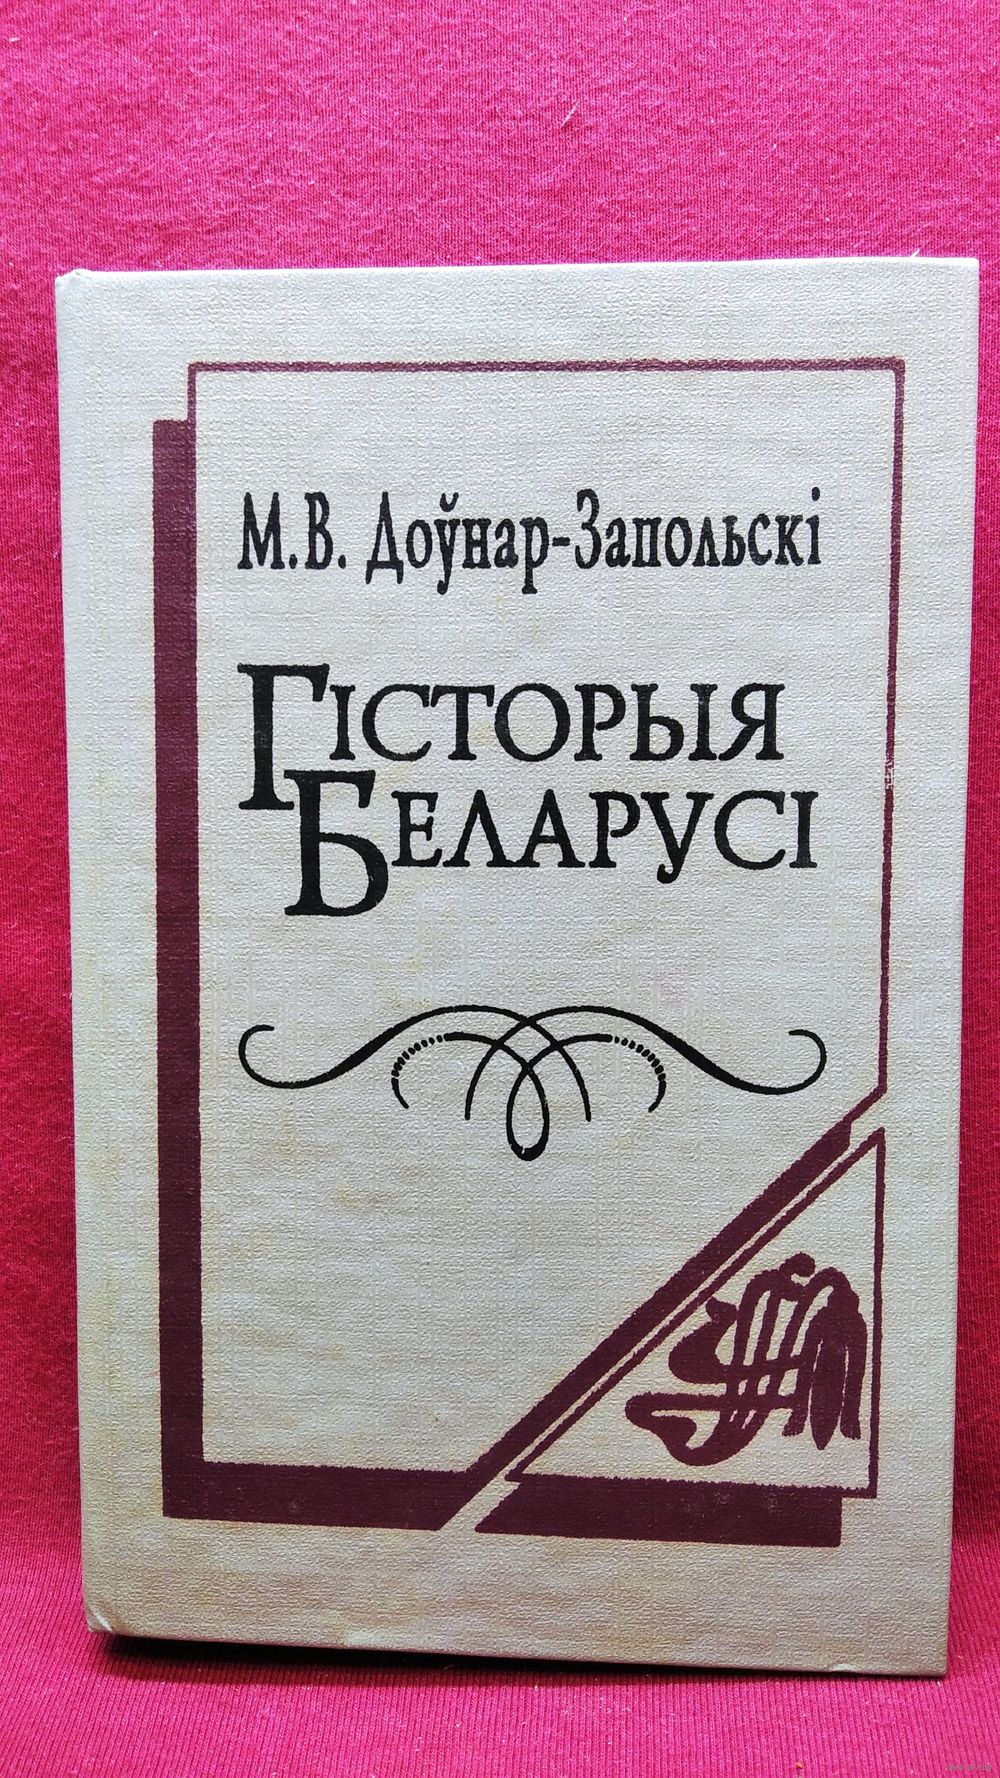 М.В. Доўнар-Запольскі
Гісторыя
Беларусі